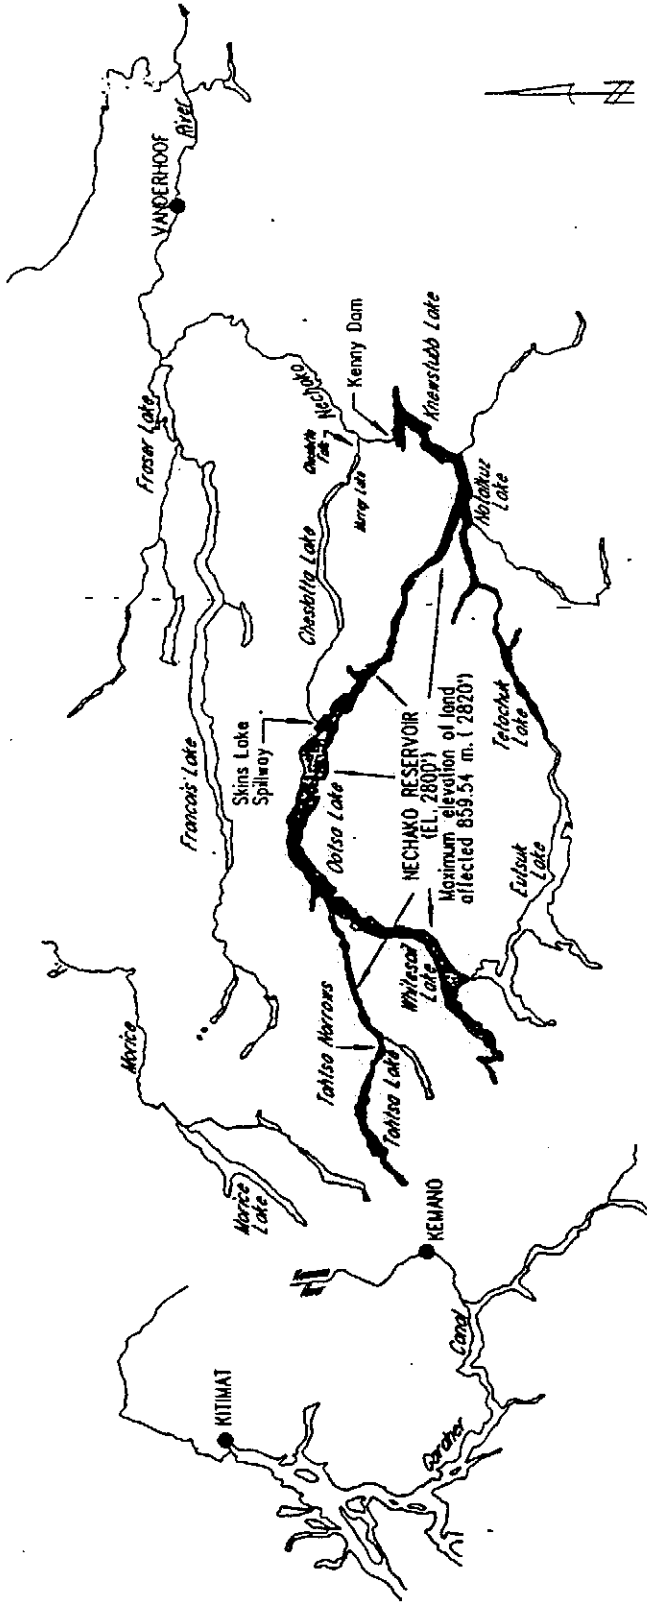 VANDERHOOF
River
Fraser Lake
Nechako
Kenny Dam
Knewstubb Lake
Natalkuz
Lake
Murray Lake
Cheslatta Lake
Francois Lake
Skins Lake
Spillway
Ootsa Lake
NECHAKO RESERVOIR
(EL. 2800')
Maximum elevation of land
affected 859.54 m. ( 2820')
Tetachuk
Lake
Eutsuk
Lake
Whitesail
Lake
Tahtsa Narrows
Tahtsa Lake
Morice
Morice
Lake
KEMANO
KITIMAT
Gardner
Canal
N